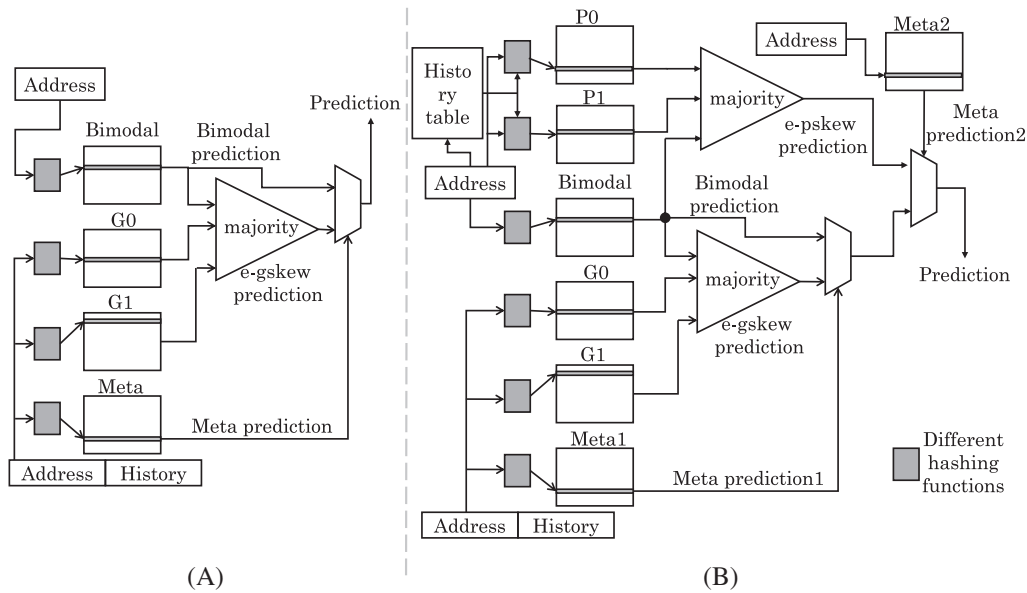 Address
Prediction
Bimodal
Bimodal
prediction
G0
majority
e-gskew
prediction
G1
Meta
Meta prediction
Address
History
(A)
P0
Address
Meta2
Histo
ry
table
P1
majority
e-pskew
prediction
Meta
prediction2
Address
Bimodal
Bimodal
prediction
G0
majority
Prediction
e-gskew
prediction
G1
Meta1
Meta prediction1
Different
hashing
functions
Address
History
(B)